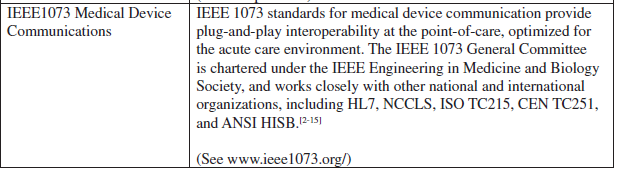 IEEE1073 Medical Device
Communications
IEEE 1073 standards for medical device communication provide
plug-and-play interoperability at the point-of-care, optimized for
the acute care environment. The IEEE 1073 General Committee
is chartered under the IEEE Engineering in Medicine and Biology
Society, and works closely with other national and international
organizations, including HL7, NCCLS, ISO TC215, CEN TC251,
and ANSI HISB.[2-15]
(See www.ieee1073.org/)